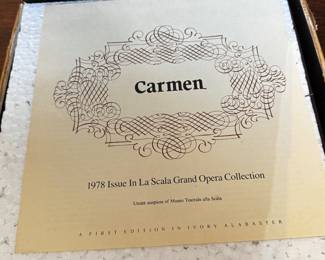 Carmen
1978 Issue In La Scala Grand Opera Collection
Under auspices of Museo Teatrale alla Scala
A FIRST EDITION IN IVORY ALABASTER